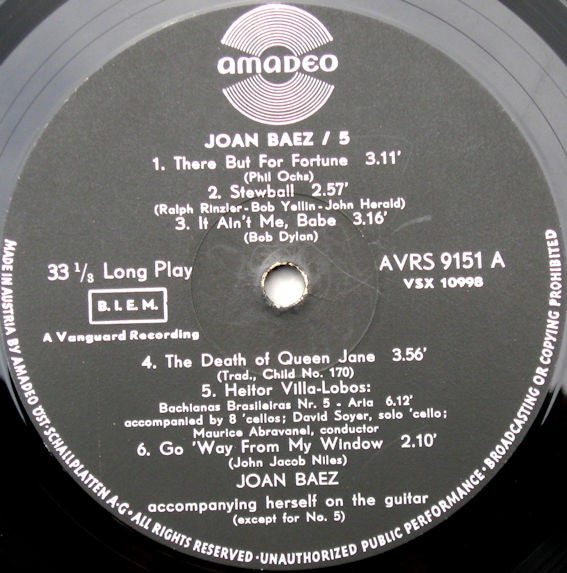 amadeo
JOAN BAEZ / 5
1. There But For Fortune 3.11'
(Phil Ochs)
2. Stewball 2.57'
(Ralph Rinzler-Bob Yellin-John Herald)
3. It Ain't Me, Babe 3.16'
(Bob Dylan)
33 1/3 Long Play
AVRS 9151 A
VSX 10998
B. I. E. M.
A Vanguard Recording
4. The Death of Queen Jane 3.56'
(Trad., Child No. 170)
5. Heitor Villa-Lobos:
Bachianas Brasileiras Nr. 5 - Aria 6.12'
accompanied by 8 'cellos; David Soyer, solo 'cello;
Maurice Abravanel, conductor
6. Go 'Way From My Window 2.10'
(John Jacob Niles)
JOAN BAEZ
accompanying herself on the guitar
(except for No. 5)
MADE IN AUSTRIA BY AMADEO ÖST. SCHALLPLATTEN A-G · ALL RIGHTS RESERVED · UNAUTHORIZED PUBLIC PERFORMANCE · BROADCASTING OR COPYING PROHIBITED